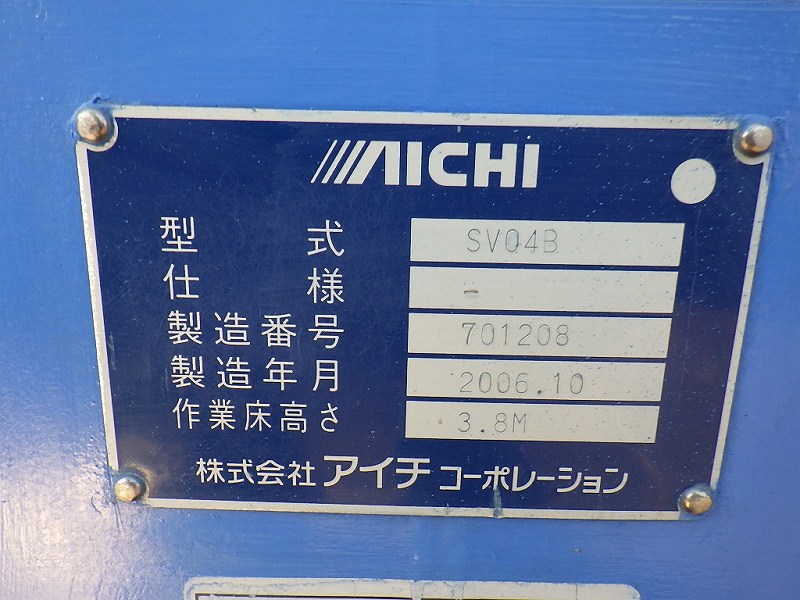 AICHI
型式 SV04B
仕様 -
製造番号 701208
製造年月 2006.10
作業床高さ 3.8M
株式会社 アイチ コーポレーション